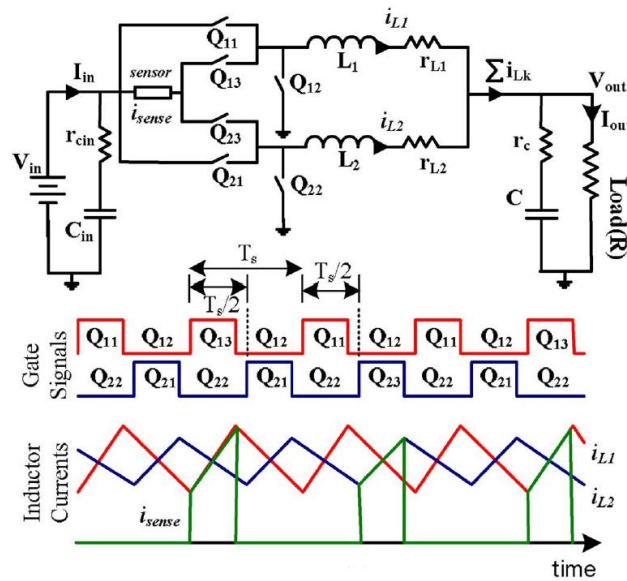 Q11
I_in
sensor
i_sense
Q13
Q12
L1
i_L1
r_L1
∑ i_Lk
V_out
I_out
V_in
r_cin
Q23
i_L2
L2
r_L2
r_c
C
Load(R)
C_in
Q21
Q22
T_s
T_s/2
T_s/2
Gate Signals
Q11 Q12 Q13 Q12 Q11 Q12 Q11 Q12 Q13
Q22 Q21 Q22 Q21 Q22 Q23 Q22 Q21 Q22
Inductor Currents
i_sense
i_L1
i_L2
time